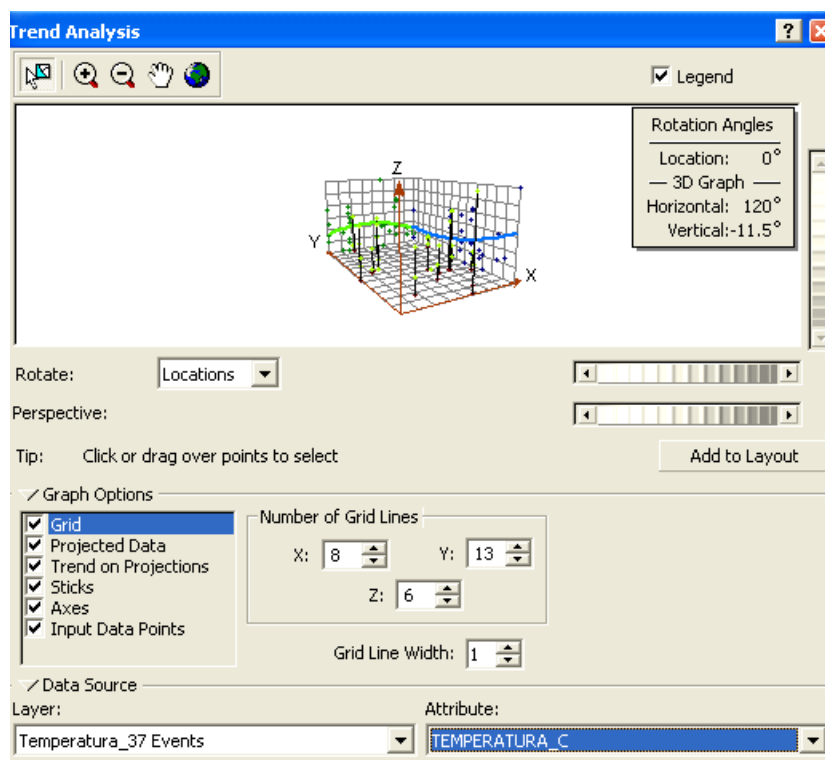 Trend Analysis
?
Legend
Rotation Angles
Location: 0°
3D Graph
Horizontal: 120°
Vertical:-11.5°
Z
Y
X
Rotate: Locations
Perspective:
Tip: Click or drag over points to select
Add to Layout
Graph Options
Grid
Projected Data
Trend on Projections
Sticks
Axes
Input Data Points
Number of Grid Lines
X: 8 Y: 13
Z: 6
Grid Line Width: 1
Data Source
Layer: Attribute:
Temperatura_37 Events TEMPERATURA_C